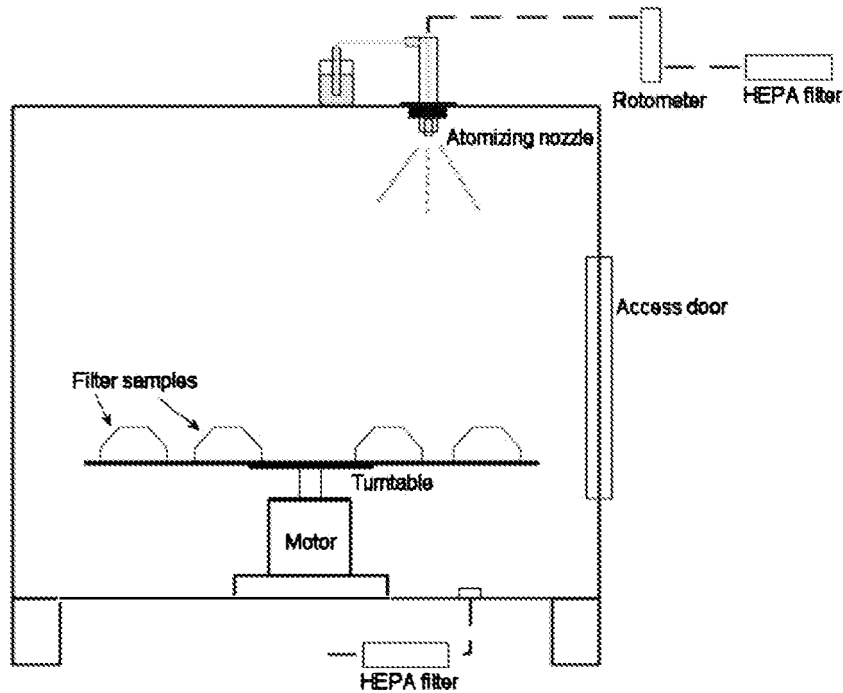 Rotometer
HEPA filter
Atomizing nozzle
Access door
Filter samples
Turntable
Motor
HEPA filter